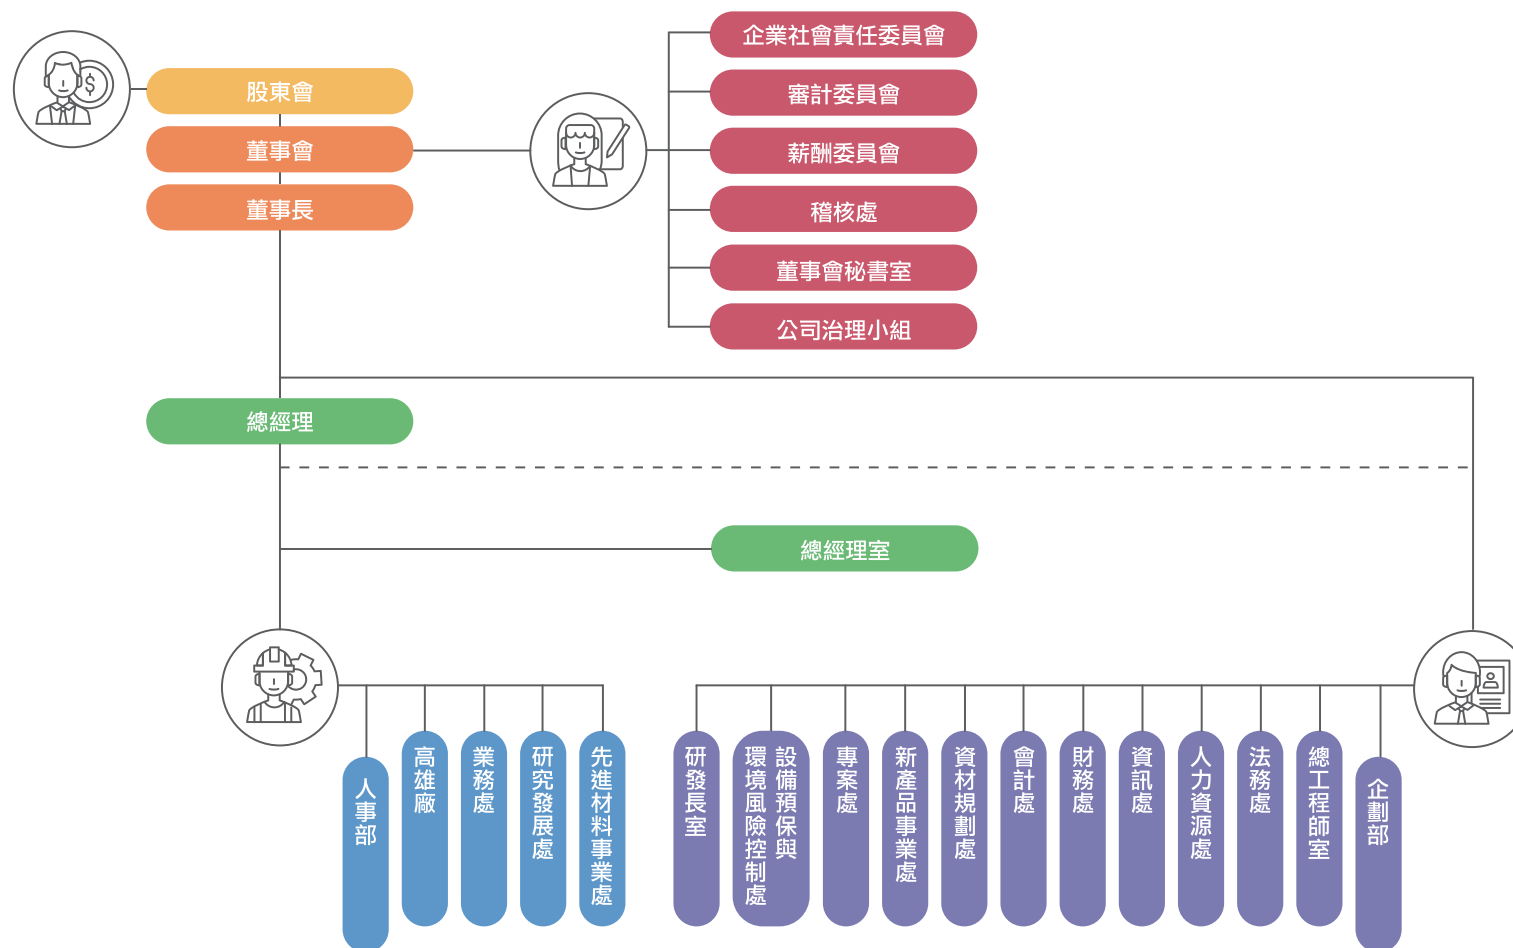 股東會
董事會
董事長
企業社會責任委員會
審計委員會
薪酬委員會
稽核處
董事會秘書室
公司治理小組
總經理
總經理室
人事部
高雄廠
業務處
研究發展處
先進材料事業處
研發長室
設備預保與
環境風險控制處
專案處
新產品事業處
資材規劃處
會計處
財務處
資訊處
人力資源處
法務處
總工程師室
企劃部